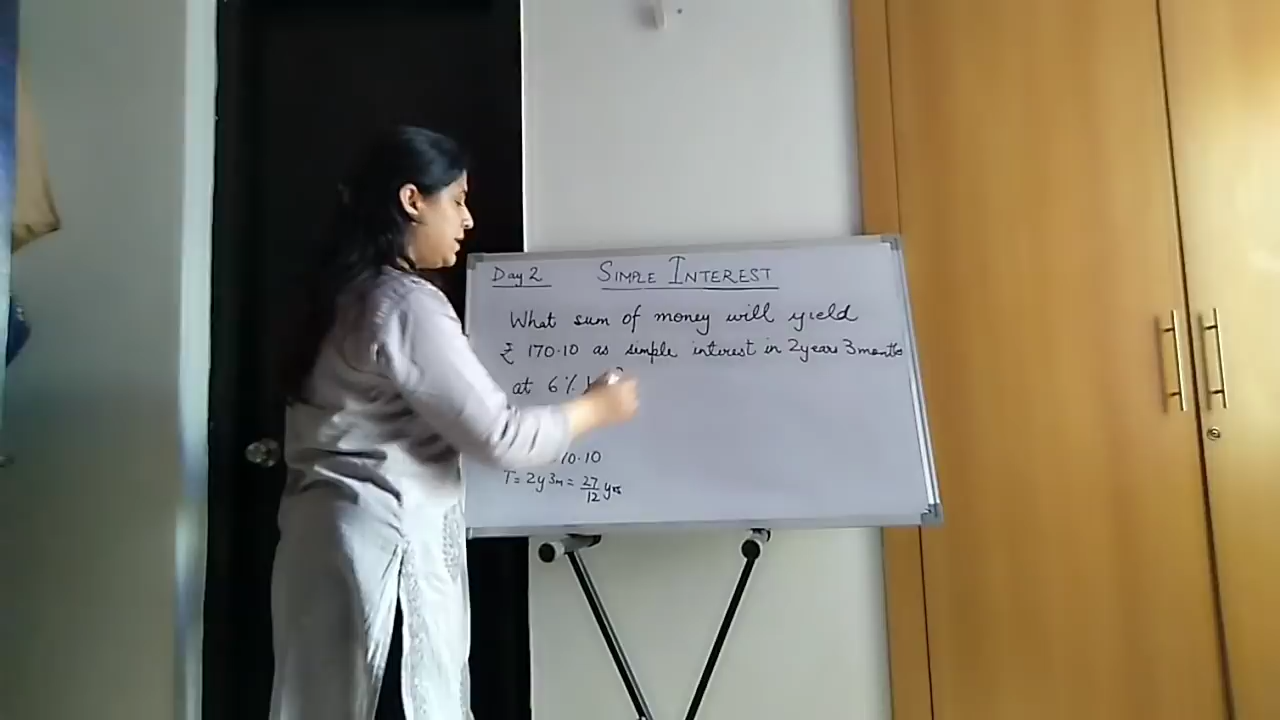 Day 2 SIMPLE INTEREST
What sum of money will yield
₹ 170.10 as simple interest in 2years 3months
at 6%
10.10
T= 2y 3m = 27/12 yrs